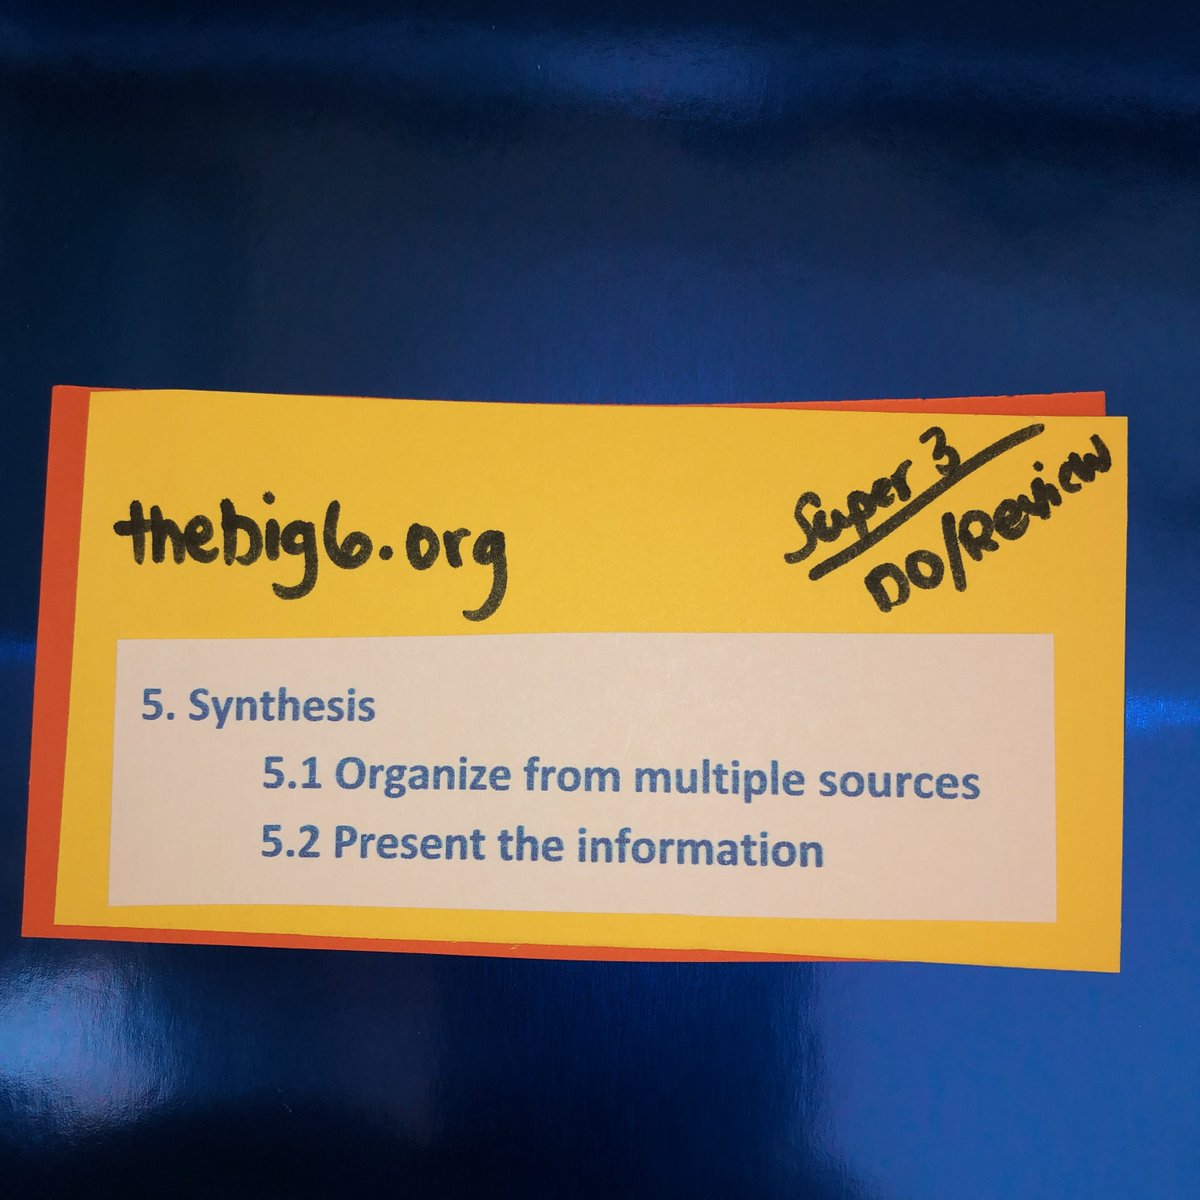 thebig6.org
Super 3
DO/Review
5. Synthesis
5.1 Organize from multiple sources
5.2 Present the information